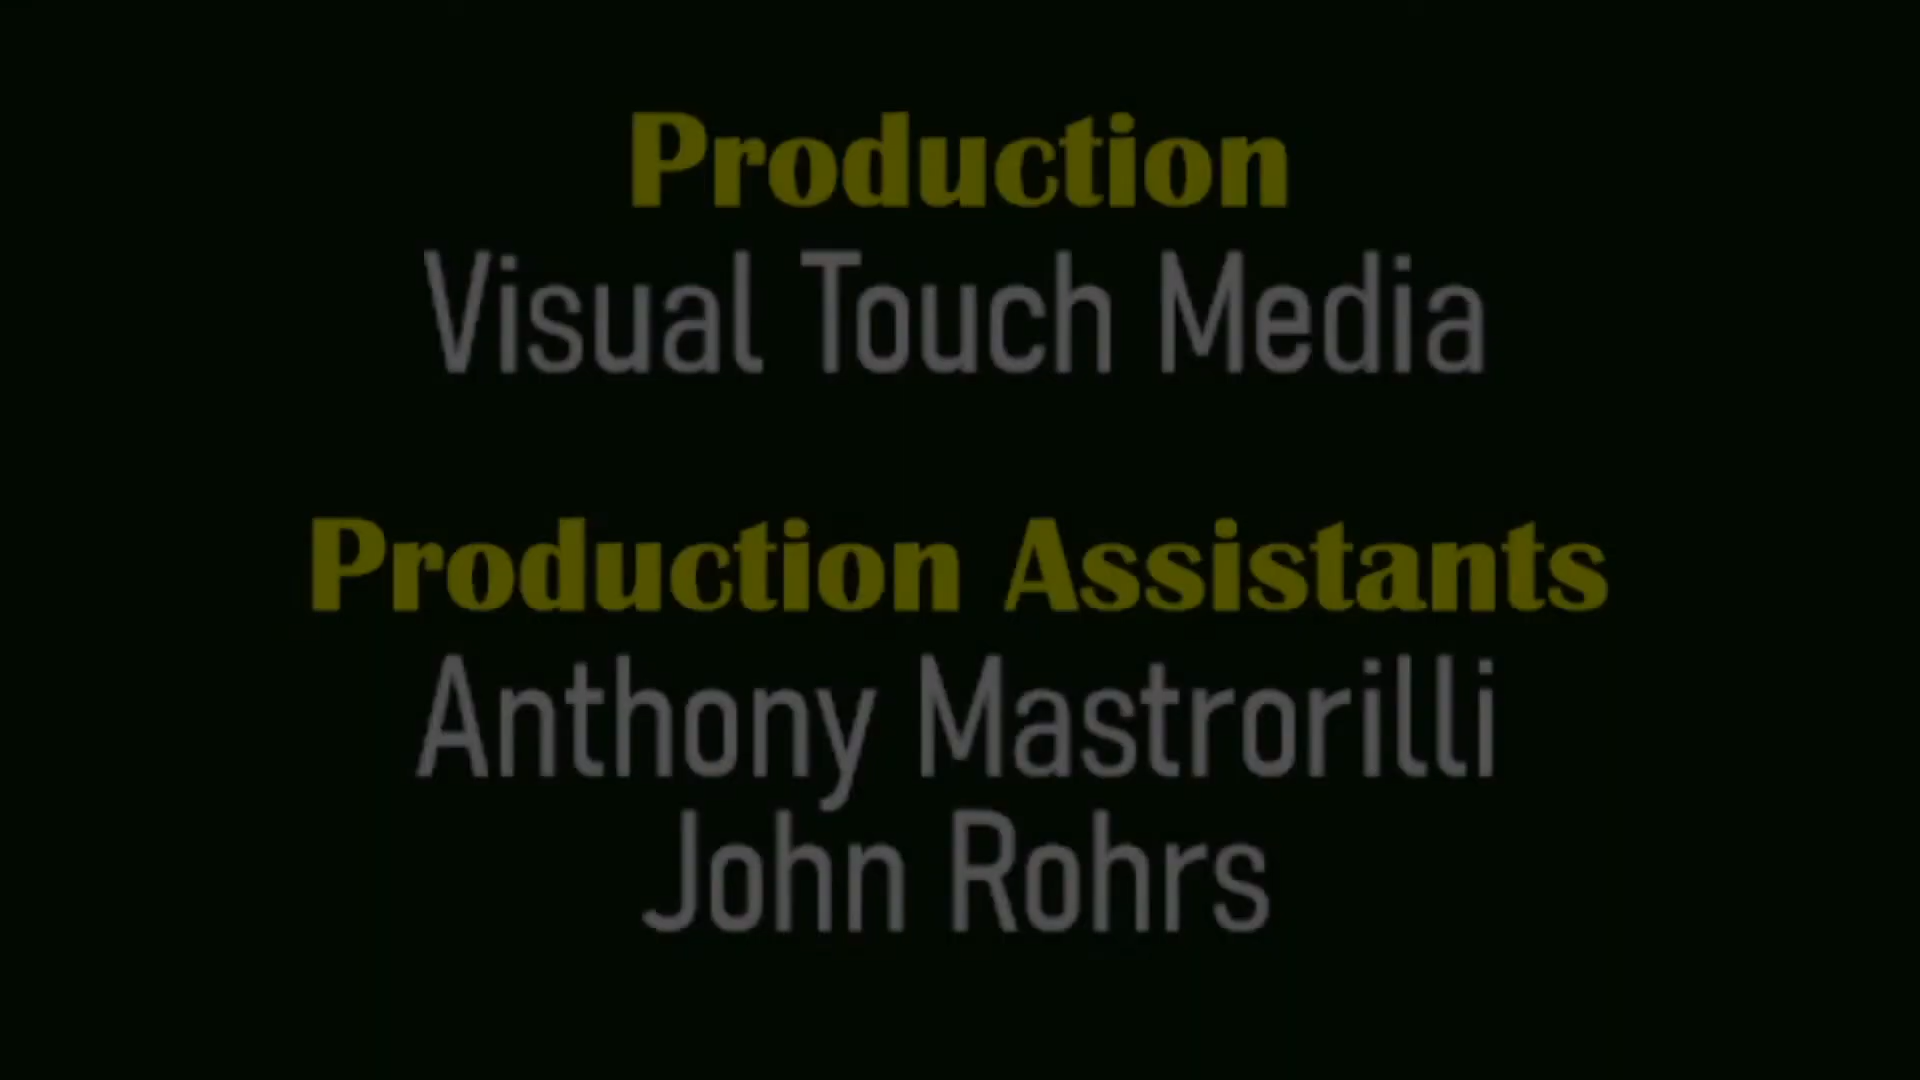 Production
Visual Touch Media
Production Assistants
Anthony Mastrorilli
John Rohrs